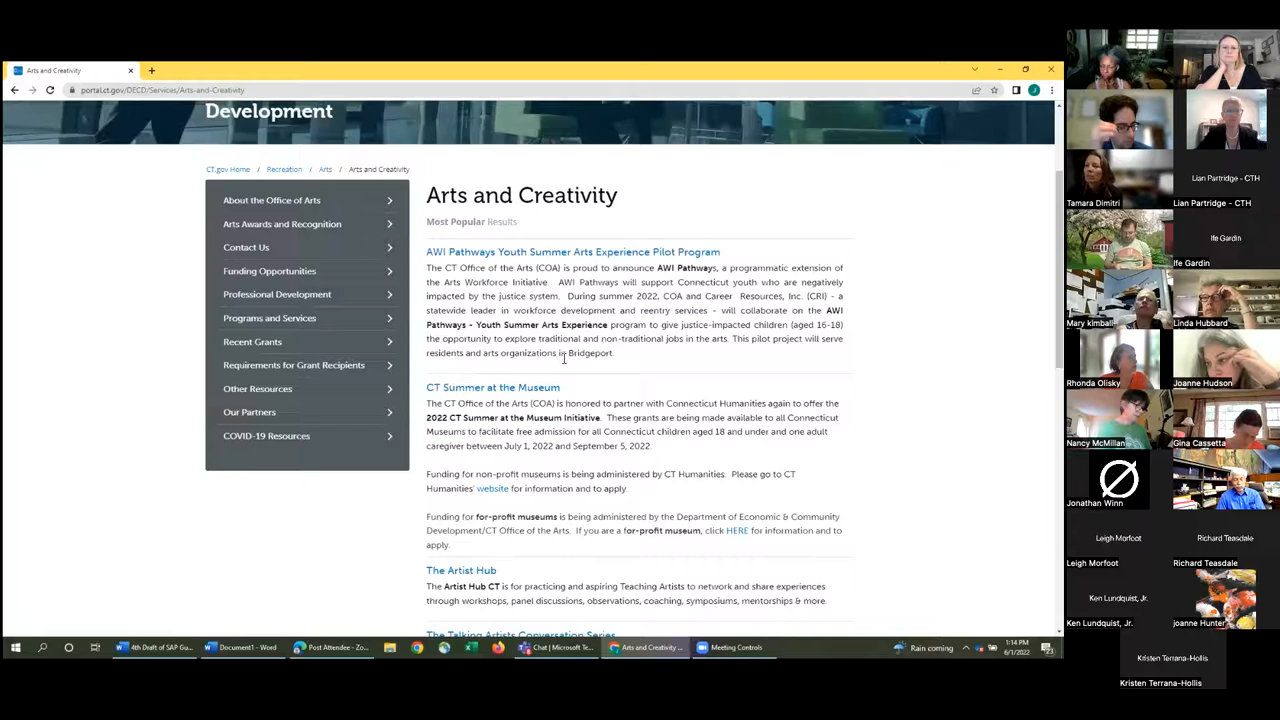 Arts and Creativity
portal.ct.gov/DECD/Services/Arts-and-Creativity
Development
CT.gov Home / Recreation / Arts / Arts and Creativity
About the Office of Arts
Arts Awards and Recognition
Contact Us
Funding Opportunities
Professional Development
Programs and Services
Recent Grants
Requirements for Grant Recipients
Other Resources
Our Partners
COVID-19 Resources
Arts and Creativity
Most Popular Results
AWI Pathways Youth Summer Arts Experience Pilot Program
The CT Office of the Arts (COA) is proud to announce AWI Pathways, a programmatic extension of
the Arts Workforce Initiative. AWI Pathways will support Connecticut youth who are negatively
impacted by the justice system. During summer 2022, COA and Career Resources, Inc. (CRI) - a
statewide leader in workforce development and reentry services - will collaborate on the AWI
Pathways - Youth Summer Arts Experience program to give justice-impacted children (aged 16-18)
the opportunity to explore traditional and non-traditional jobs in the arts. This pilot project will serve
residents and arts organizations in Bridgeport.
CT Summer at the Museum
The CT Office of the Arts (COA) is honored to partner with Connecticut Humanities again to offer the
2022 CT Summer at the Museum Initiative. These grants are being made available to all Connecticut
Museums to facilitate free admission for all Connecticut children aged 18 and under and one adult
caregiver between July 1, 2022 and September 5, 2022.
Funding for non-profit museums is being administered by CT Humanities. Please go to CT
Humanities' website for information and to apply.
Funding for for-profit museums is being administered by the Department of Economic & Community
Development/CT Office of the Arts. If you are a for-profit museum, click HERE for information and to
apply.
The Artist Hub
The Artist Hub CT is for practicing and aspiring Teaching Artists to network and share experiences
through workshops, panel discussions, observations, coaching, symposiums, mentorships & more.
The Talking Artists Conversation Series
4th Draft of SAP Gu...
Document1 - Word
Post Attendee - Zo...
Chat | Microsoft Te...
Arts and Creativity ...
Meeting Controls
Rain coming
1:14 PM
6/1/2022
23
Tamara Dimitri
Lian Partridge - CTH
Lian Partridge - CTH
Ife Gardin
Ife Gardin
Mary kimball
Linda Hubbard
Rhonda Olisky
Joanne Hudson
Nancy McMillan
Gina Cassetta
Jonathan Winn
Leigh Morfoot
Leigh Morfoot
Richard Teasdale
Richard Teasdale
Ken Lundquist, Jr.
Ken Lundquist, Jr.
joanne Hunter
Kristen Terrana-Hollis
Kristen Terrana-Hollis